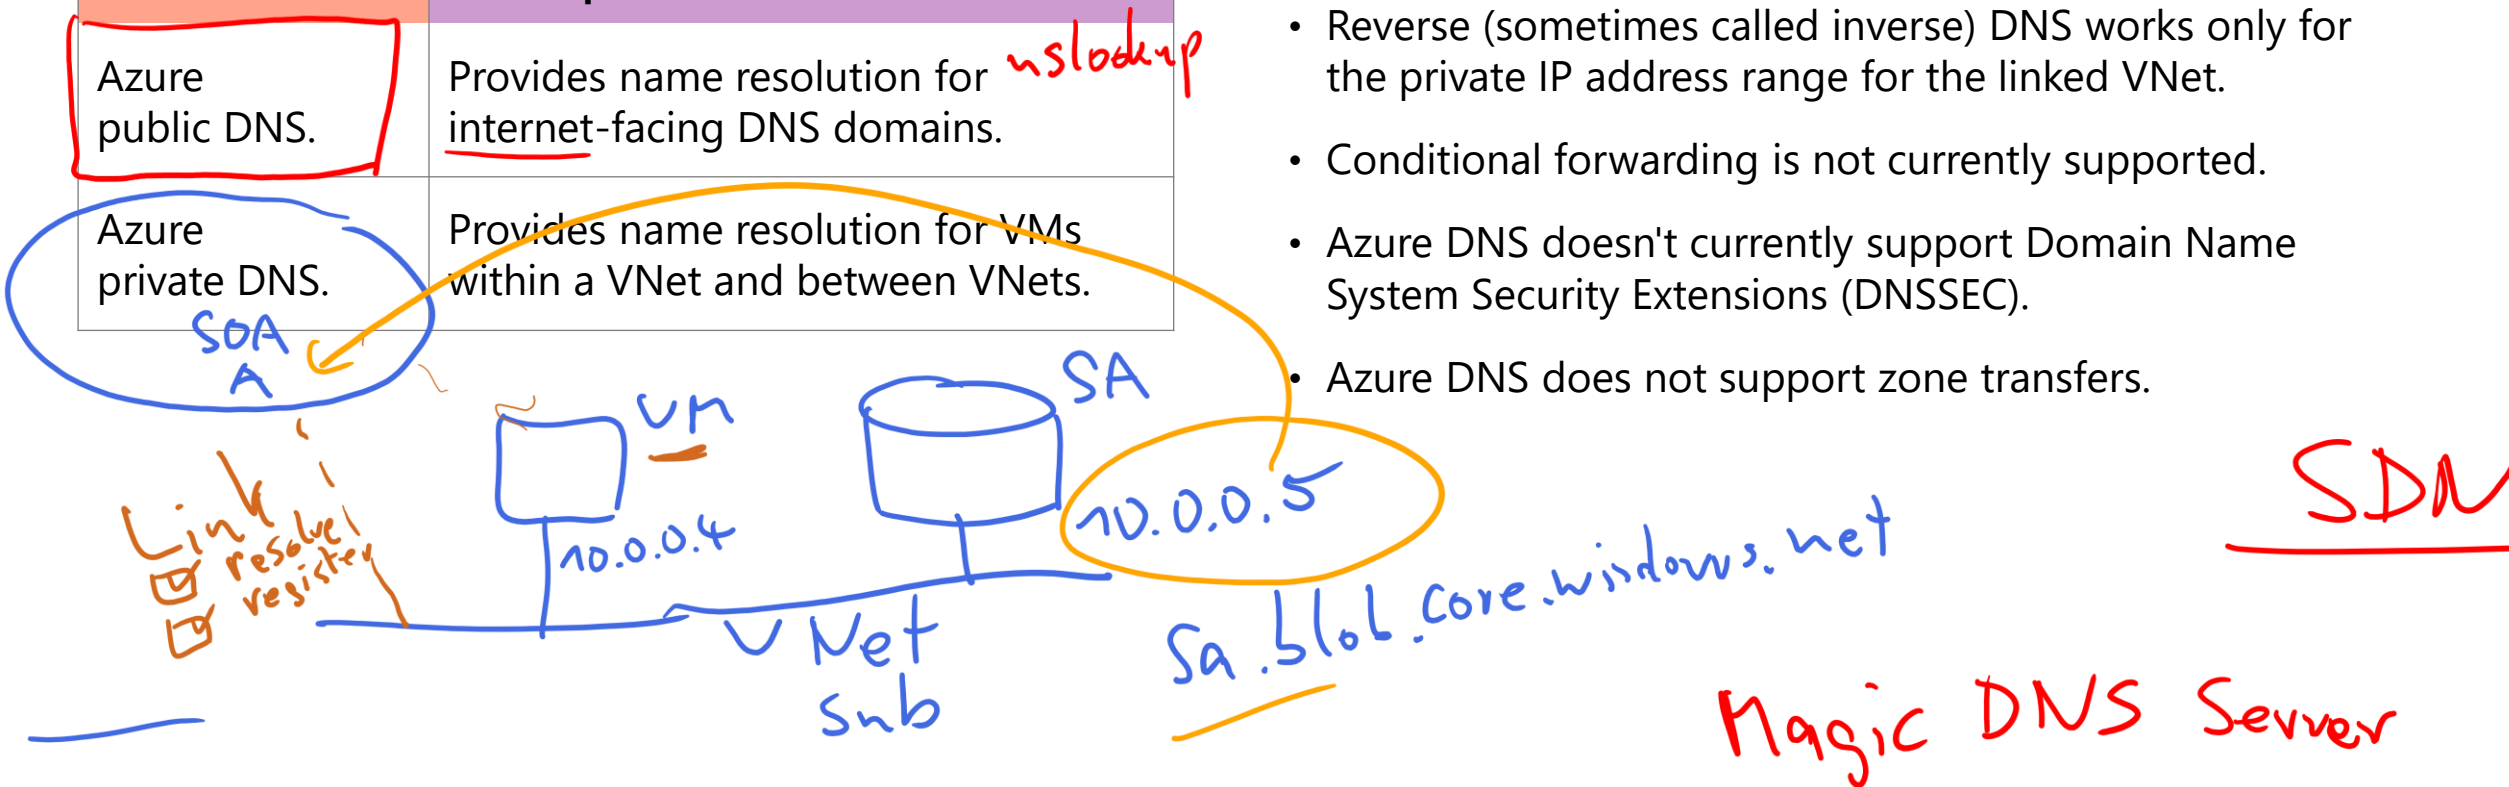 nslookup
Azure
public DNS.
Provides name resolution for
internet-facing DNS domains.
Azure
private DNS.
Provides name resolution for VMs
within a VNet and between VNets.
• Reverse (sometimes called inverse) DNS works only for
the private IP address range for the linked VNet.
• Conditional forwarding is not currently supported.
• Azure DNS doesn't currently support Domain Name
System Security Extensions (DNSSEC).
• Azure DNS does not support zone transfers.
SOA
A
VM
SA
10.0.0.4
10.0.0.5
Link
resolve
register
VNet
Sub
sa.blob.core.windows.net
SDN
Magic DNS Server